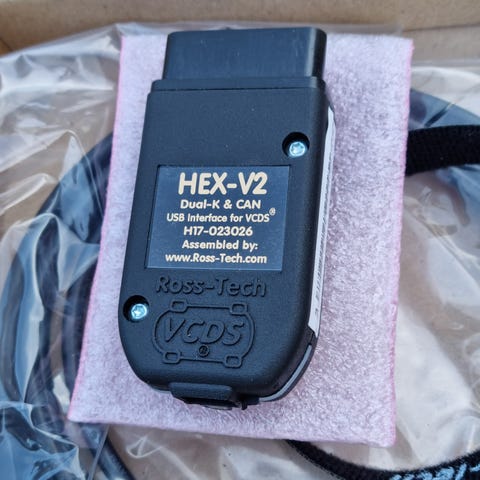 HEX-V2
Dual-K & CAN
USB Interface for VCDS®
H17-023026
Assembled by:
www.Ross-Tech.com
Ross-Tech
VCDS